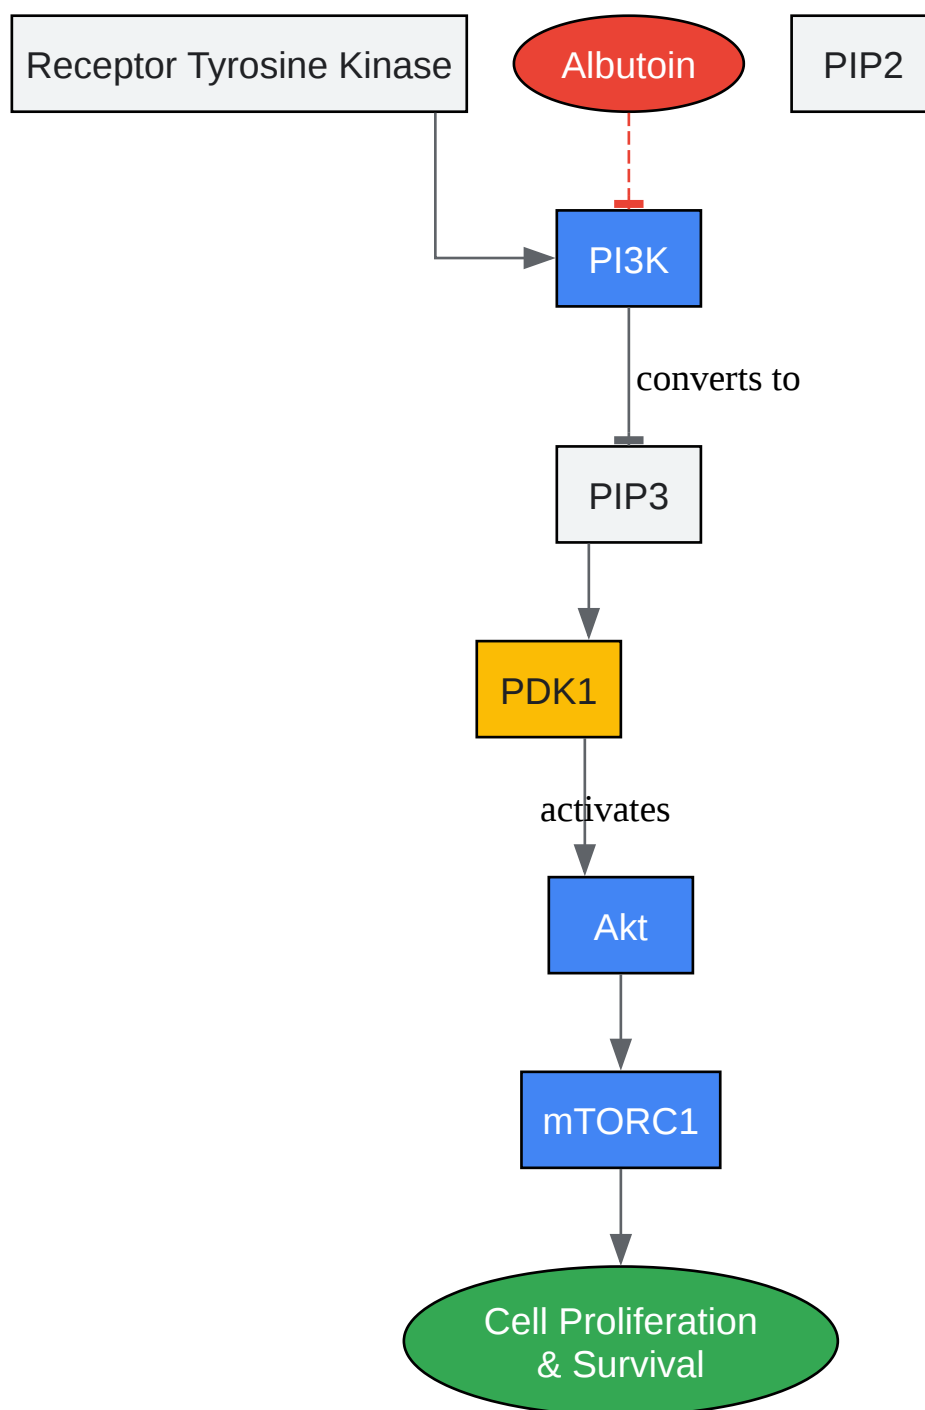 Receptor Tyrosine Kinase
Albutoin
PIP2
PI3K
converts to
PIP3
PDK1
activates
Akt
mTORC1
Cell Proliferation
& Survival